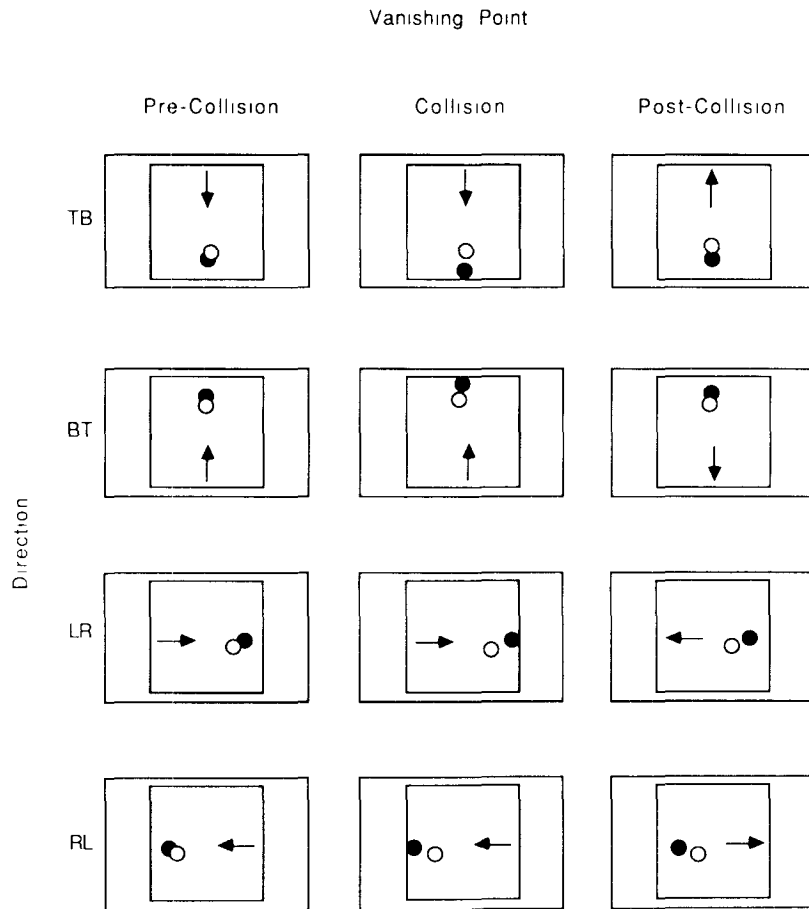 Vanishing Point
Pre-Collision
Collision
Post-Collision
TB
BT
Direction
LR
RL